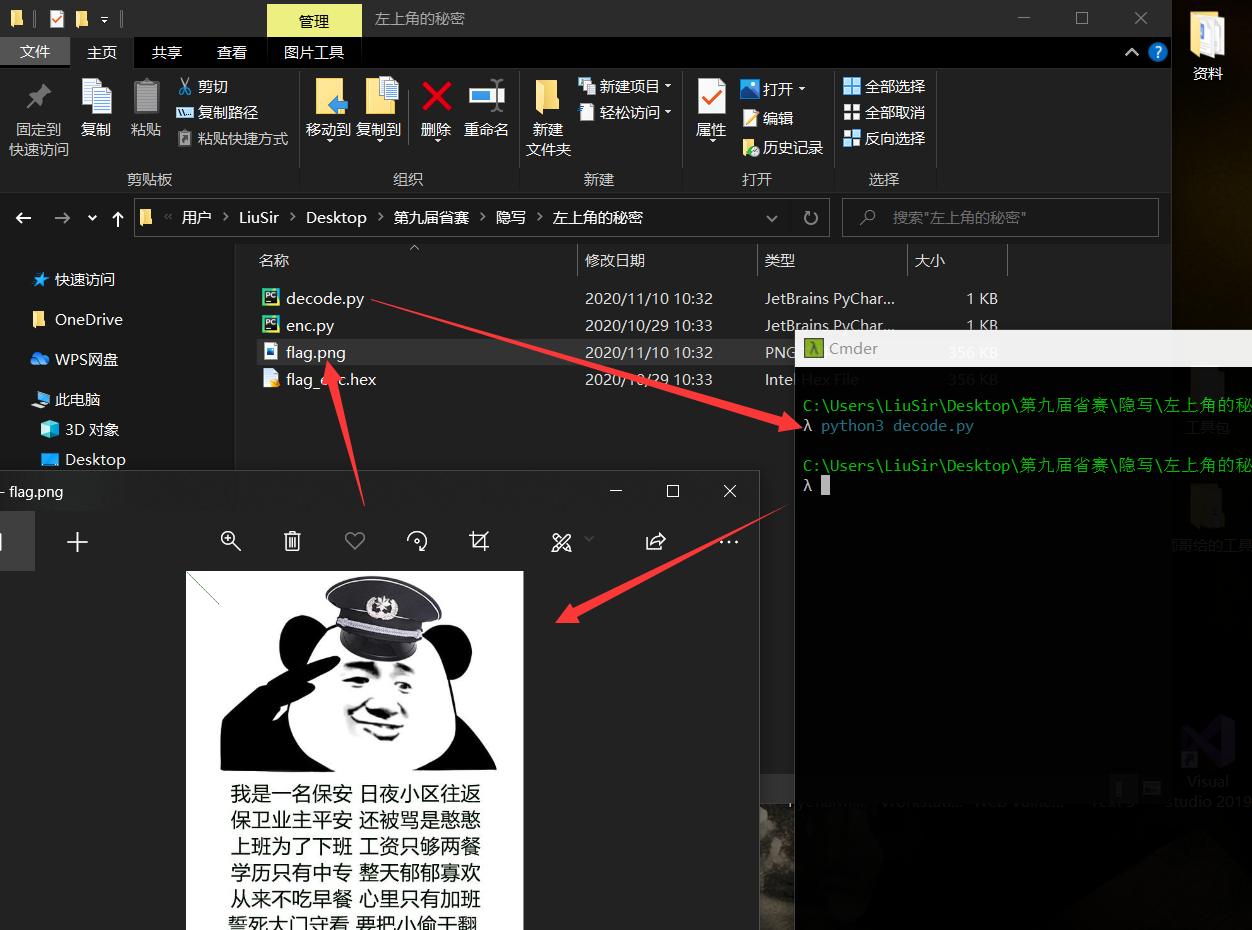 管理
左上角的秘密
文件
主页
共享
查看
图片工具
固定到
快速访问
复制
粘贴
剪切
复制路径
粘贴快捷方式
剪贴板
移动到
复制到
删除
重命名
组织
新建
文件夹
新建项目
轻松访问
新建
属性
打开
编辑
历史记录
打开
全部选择
全部取消
反向选择
选择
资料
« 用户 > LiuSir > Desktop > 第九届省赛 > 隐写 > 左上角的秘密
搜索"左上角的秘密"
名称 修改日期 类型 大小
快速访问
OneDrive
WPS网盘
此电脑
3D 对象
Desktop
decode.py 2020/11/10 10:32 JetBrains PyChar... 1 KB
enc.py 2020/10/29 10:33 JetBrains PyChar... 1 KB
flag.png 2020/11/10 10:32 PNG 356 KB
flag_enc.hex 2020/10/29 10:33 Intel Hex File 356 KB
Cmder
C:\Users\LiuSir\Desktop\第九届省赛\隐写\左上角的秘
λ python3 decode.py
C:\Users\LiuSir\Desktop\第九届省赛\隐写\左上角的秘
λ
工具包
哥给的工具
Visual
Studio 2019
- flag.png
我是一名保安 日夜小区往返
保卫业主平安 还被骂是憨憨
上班为了下班 工资只够两餐
学历只有中专 整天郁郁寡欢
从来不吃早餐 心里只有加班
誓死大门守看 要把小偷干翻